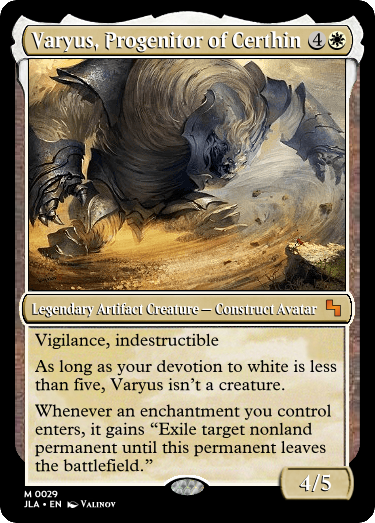 Varyus, Progenitor of Certhin 4
Legendary Artifact Creature — Construct Avatar
Vigilance, indestructible
As long as your devotion to white is less
than five, Varyus isn't a creature.
Whenever an enchantment you control
enters, it gains “Exile target nonland
permanent until this permanent leaves
the battlefield.”
4/5
M 0029
JLA • EN Valinov